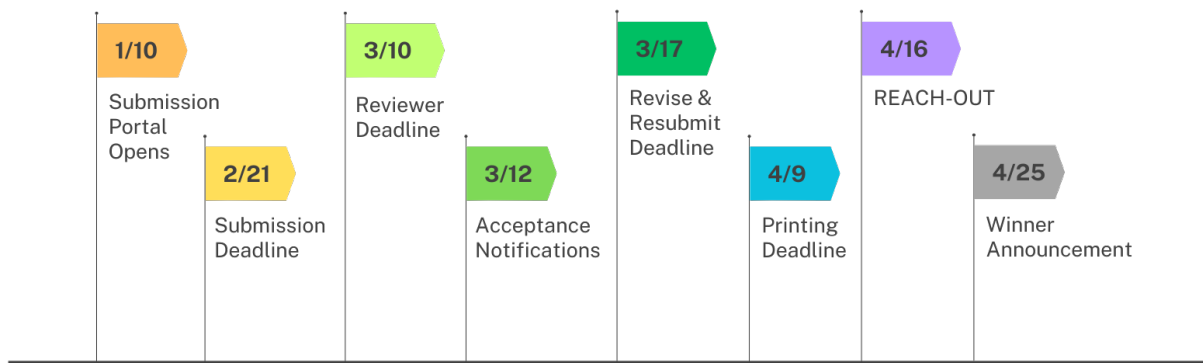 1/10
Submission
Portal
Opens
2/21
Submission
Deadline
3/10
Reviewer
Deadline
3/12
Acceptance
Notifications
3/17
Revise &
Resubmit
Deadline
4/9
Printing
Deadline
4/16
REACH-OUT
4/25
Winner
Announcement